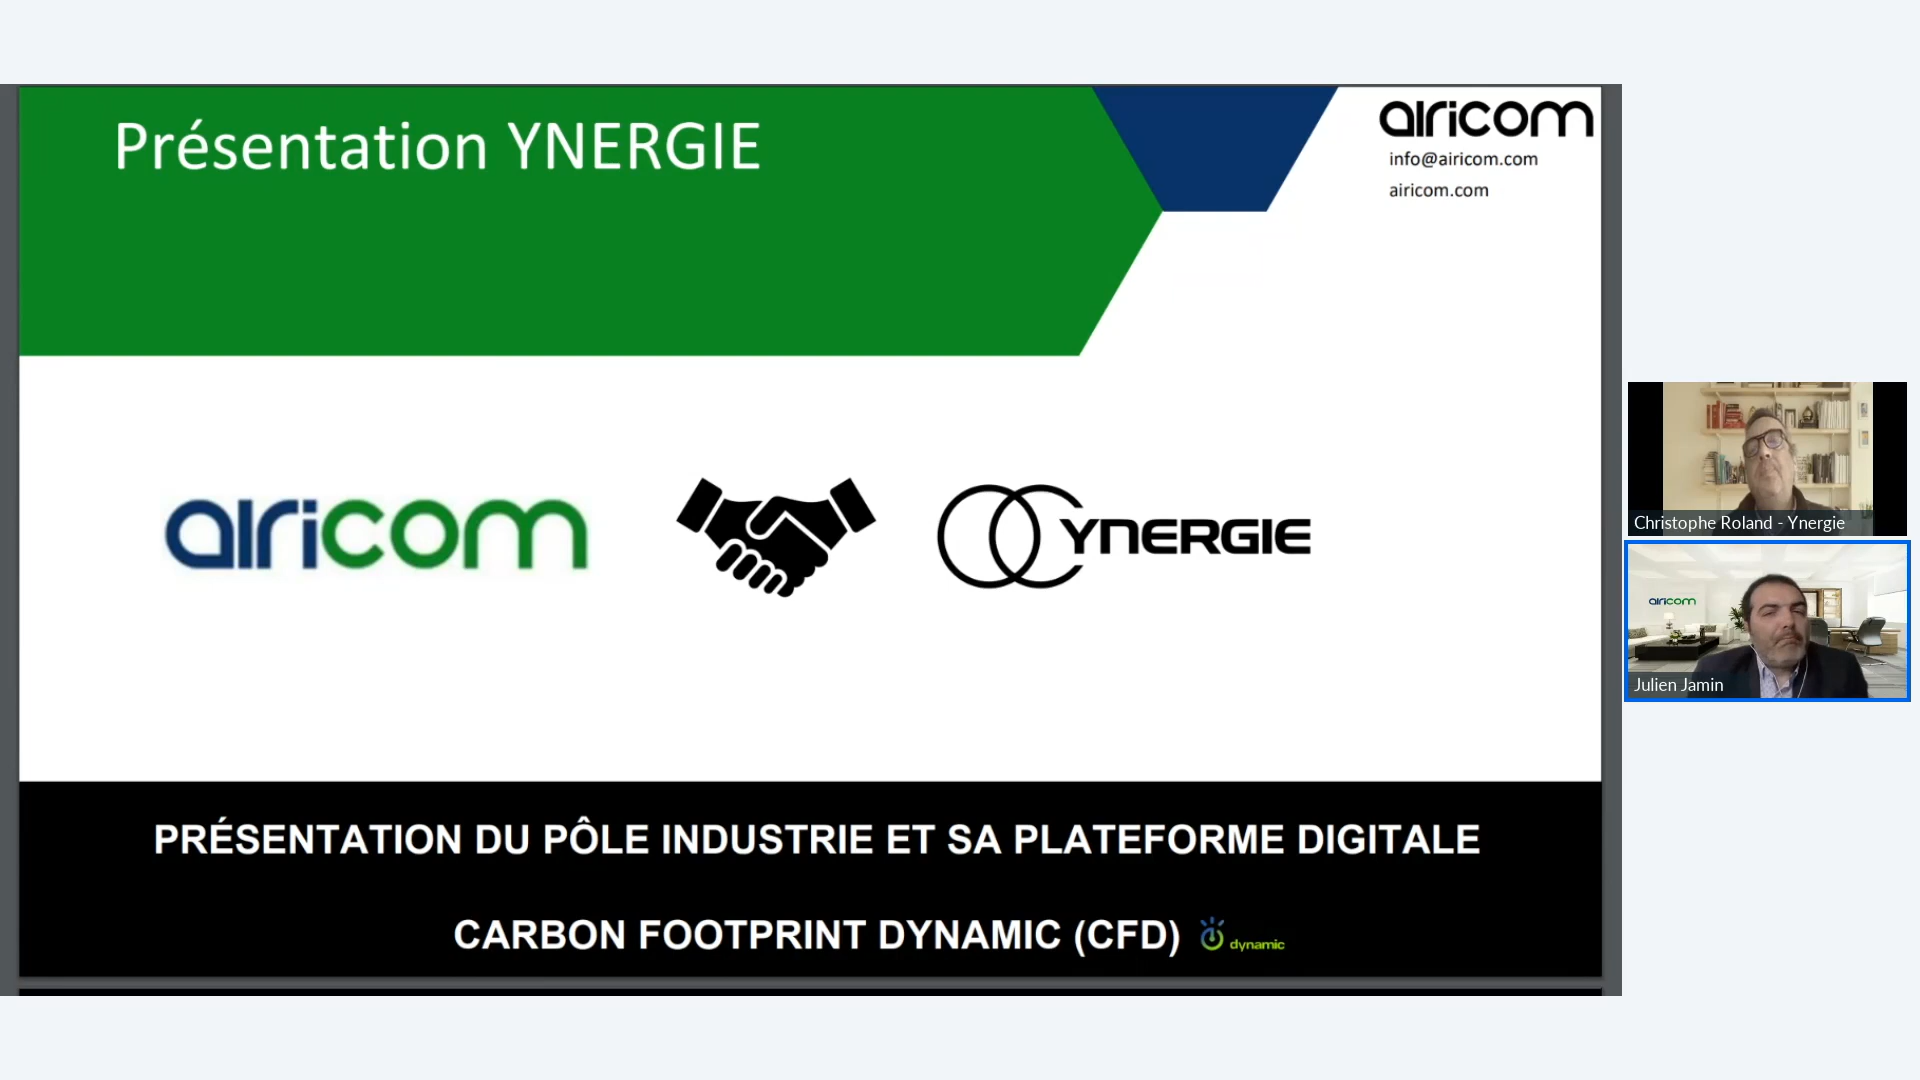 Présentation YNERGIE
airicom
info@airicom.com
airicom.com
airicom
YNERGIE
PRÉSENTATION DU PÔLE INDUSTRIE ET SA PLATEFORME DIGITALE
CARBON FOOTPRINT DYNAMIC (CFD) dynamic
Christophe Roland - Ynergie
airicom
Julien Jamin